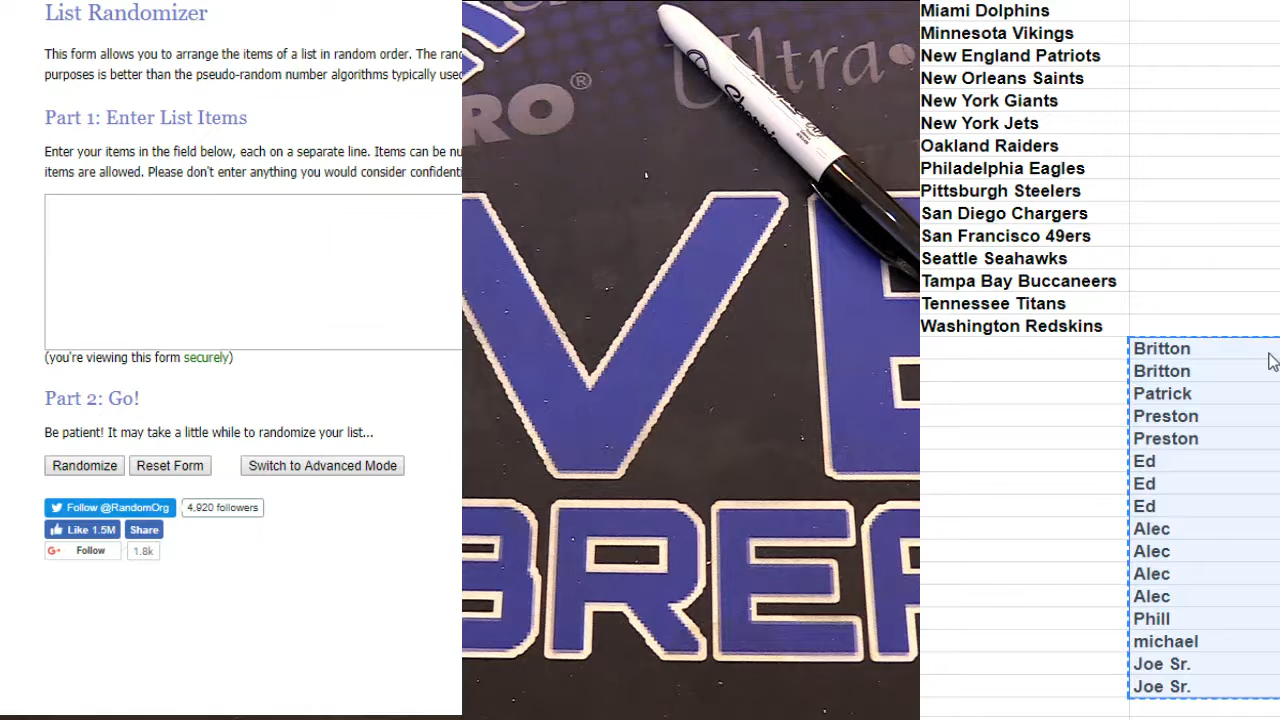 List Randomizer
This form allows you to arrange the items of a list in random order. The
purposes is better than the pseudo-random number algorithms typically
Part 1: Enter List Items
Enter your items in the field below, each on a separate line. Items can be
items are allowed. Please don't enter anything you would consider
(you're viewing this form securely)
Part 2: Go!
Be patient! It may take a little while to randomize your list...
Randomize Reset Form Switch to Advanced Mode
Follow @RandomOrg 4,920 followers
Like 1.5M Share
G+ Follow 1.8k
Ultra
RO®
Sharpie
V
BREA
Miami Dolphins
Minnesota Vikings
New England Patriots
New Orleans Saints
New York Giants
New York Jets
Oakland Raiders
Philadelphia Eagles
Pittsburgh Steelers
San Diego Chargers
San Francisco 49ers
Seattle Seahawks
Tampa Bay Buccaneers
Tennessee Titans
Washington Redskins
Britton
Britton
Patrick
Preston
Preston
Ed
Ed
Ed
Alec
Alec
Alec
Alec
Phill
michael
Joe Sr.
Joe Sr.